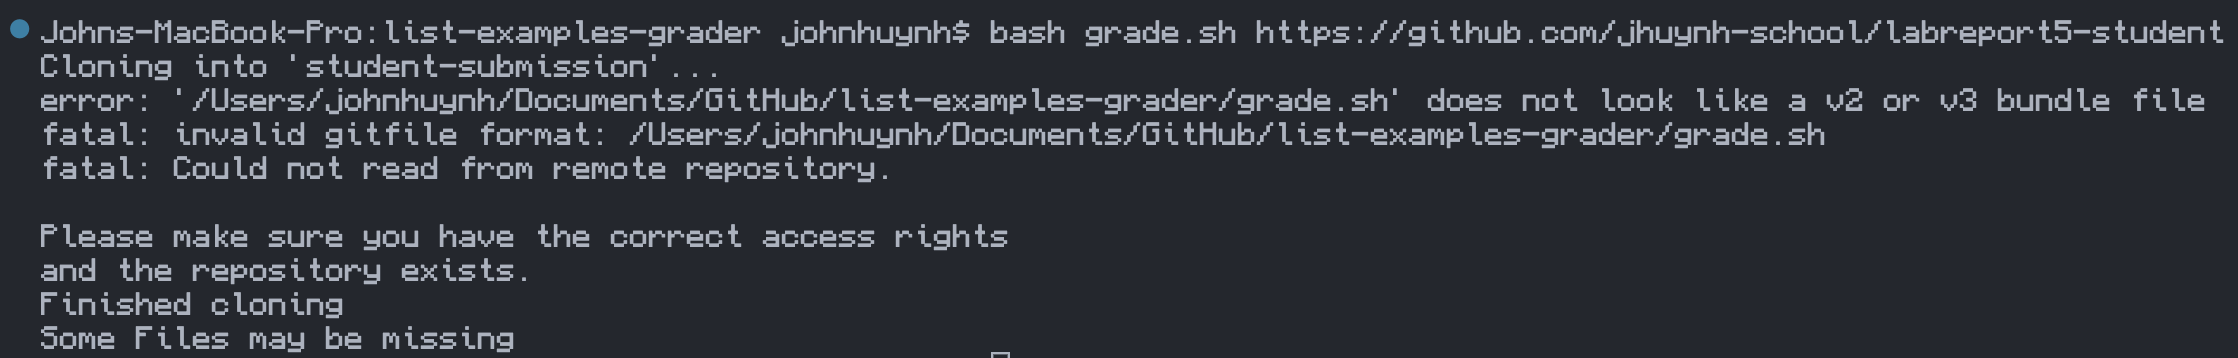 Johns-MacBook-Pro:list-examples-grader johnhuynh$ bash grade.sh https://github.com/jhuynh-school/labreport5-student
Cloning into 'student-submission'...
error: '/Users/johnhuynh/Documents/GitHub/list-examples-grader/grade.sh' does not look like a v2 or v3 bundle file
fatal: invalid gitfile format: /Users/johnhuynh/Documents/GitHub/list-examples-grader/grade.sh
fatal: Could not read from remote repository.

Please make sure you have the correct access rights
and the repository exists.
Finished cloning
Some Files may be missing